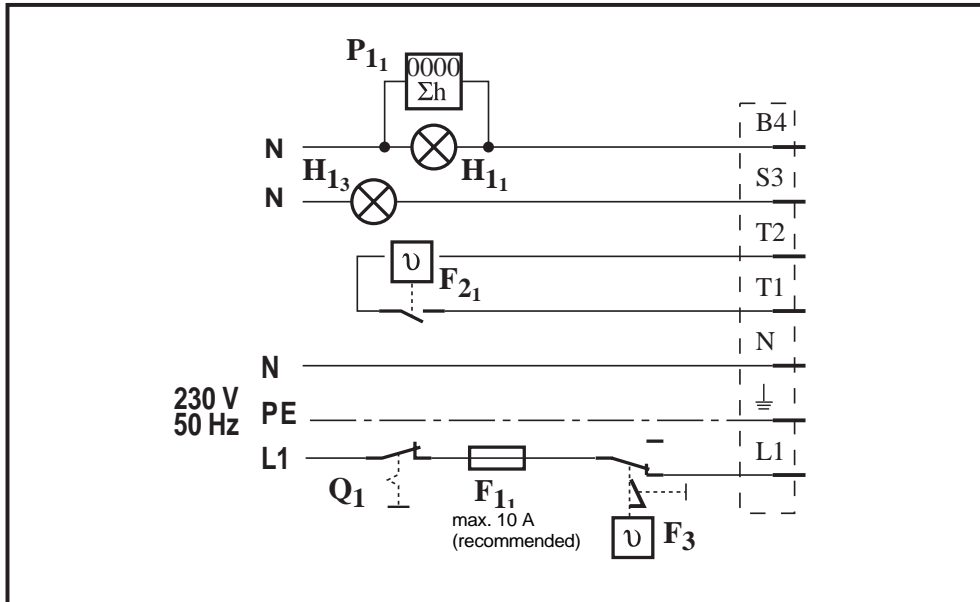 P1₁
0000
Σh
B4
N
H1₃
H1₁
S3
N
T2
υ
F2₁
T1
N
N
230 V
50 Hz
PE
L1
L1
Q1
F1₁
max. 10 A
(recommended)
υ
F3